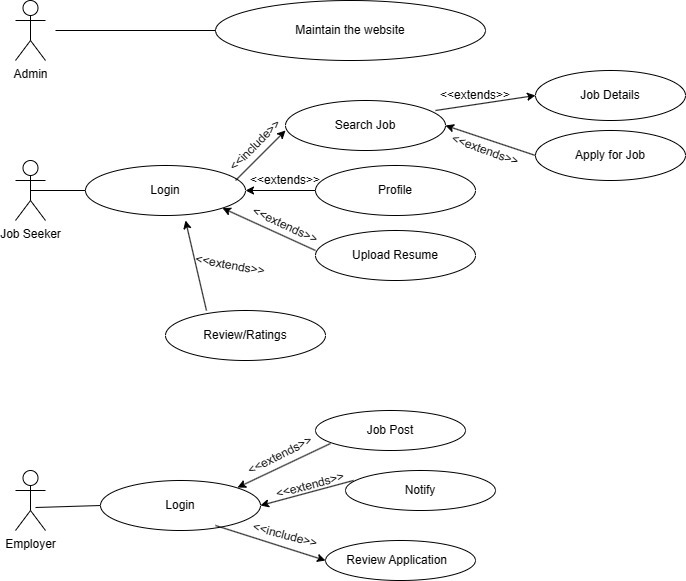 Maintain the website
Admin
<<extends>>
Job Details
<<include>>
Search Job
<<extends>>
Apply for Job
Job Seeker
Login
<<extends>>
Profile
<<extends>>
Upload Resume
<<extends>>
Review/Ratings
Job Post
<<extends>>
<<extends>>
Notify
Employer
Login
<<include>>
Review Application